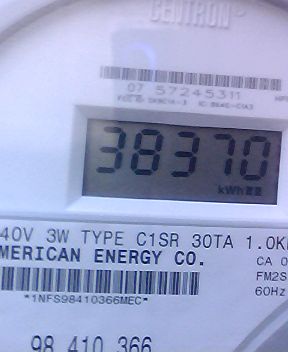 CENTRON®
07 57245311
38370
kWh
40V 3W TYPE C1SR 30TA 1.0K
MERICAN ENERGY CO.
CA 0
FM2S
60Hz
*1NFS98410366MEC*
98 410 366